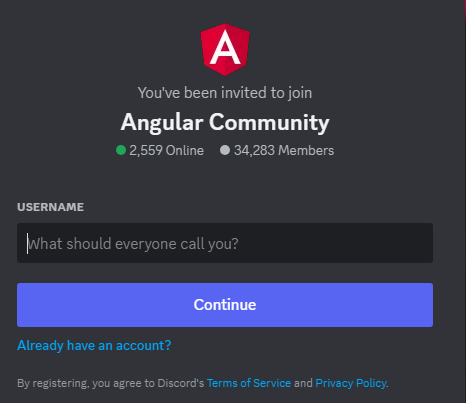 A
You've been invited to join
Angular Community
2,559 Online 34,283 Members
USERNAME
What should everyone call you?
Continue
Already have an account?
By registering, you agree to Discord's Terms of Service and Privacy Policy.